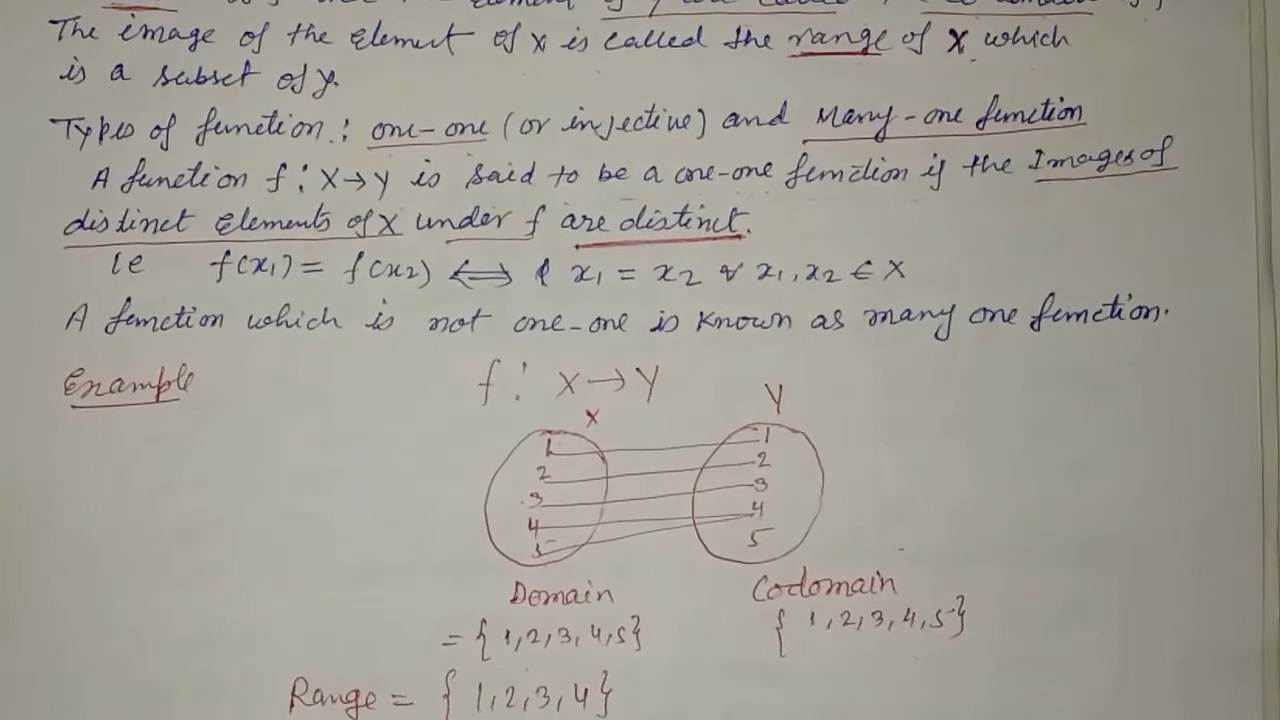 The image of the Element of x is called the range of x which
is a subset of y.
Types of function : one-one (or injective) and Many-one function
A function f : X→Y is said to be a one-one function if the Images of
distinct Elements of X under f are distinct.
ie f(x1) = f(x2) ⟺ x1 = x2 ∀ x1, x2 ∈ X
A function which is not one-one is known as many one function.
Example f : X→Y
X Y
1 1
2 2
3 3
4 4
5 5
Domain Codomain
= { 1, 2, 3, 4, 5 } { 1, 2, 3, 4, 5 }
Range = { 1, 2, 3, 4 }